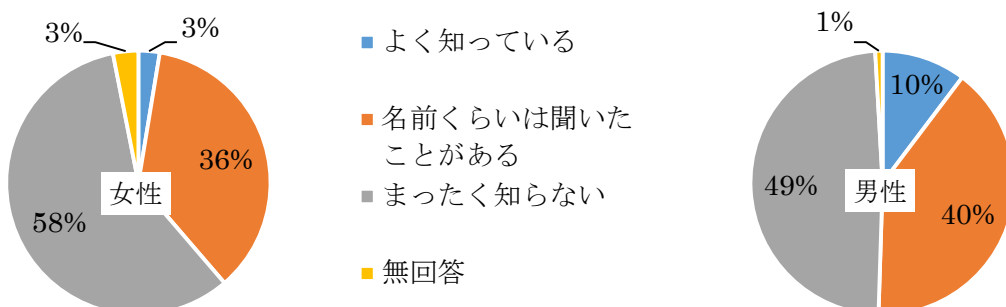 3%
3%
36%
58%
女性
よく知っている
名前くらいは聞いた
ことがある
まったく知らない
無回答
1%
10%
49%
40%
男性